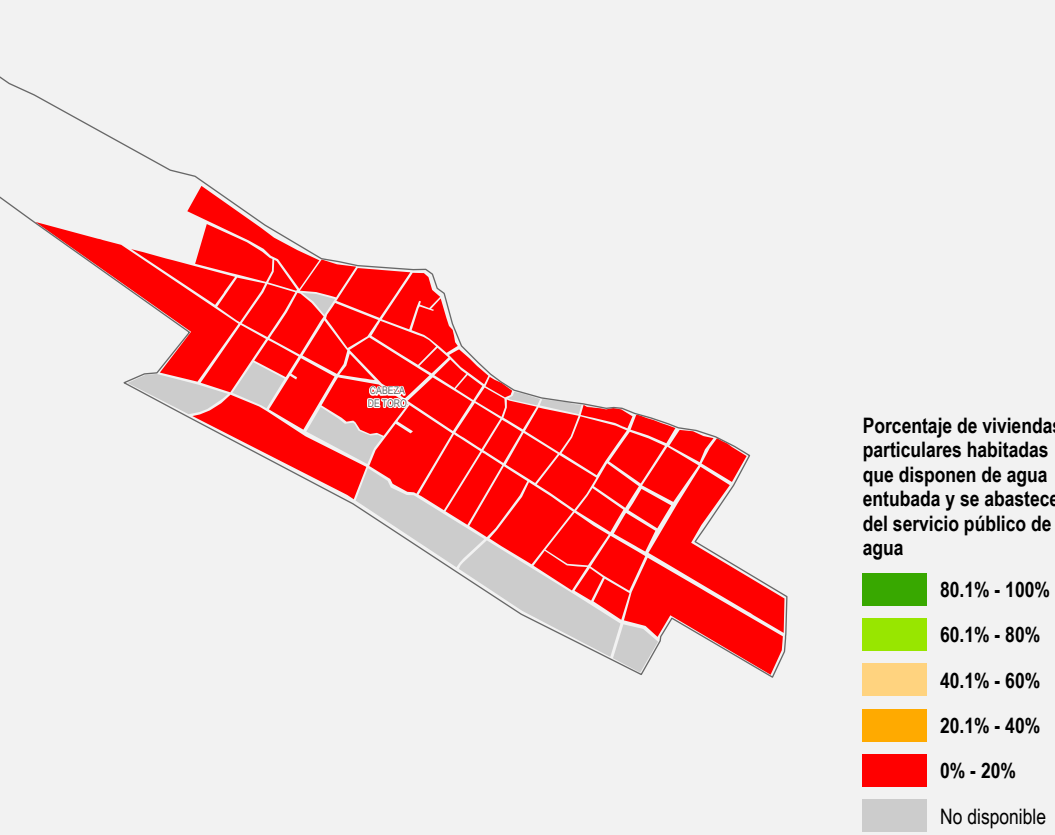 CABEZA
DE TORO
Porcentaje de viviendas
particulares habitadas
que disponen de agua
entubada y se abastece
del servicio público de
agua
80.1% - 100%
60.1% - 80%
40.1% - 60%
20.1% - 40%
0% - 20%
No disponible